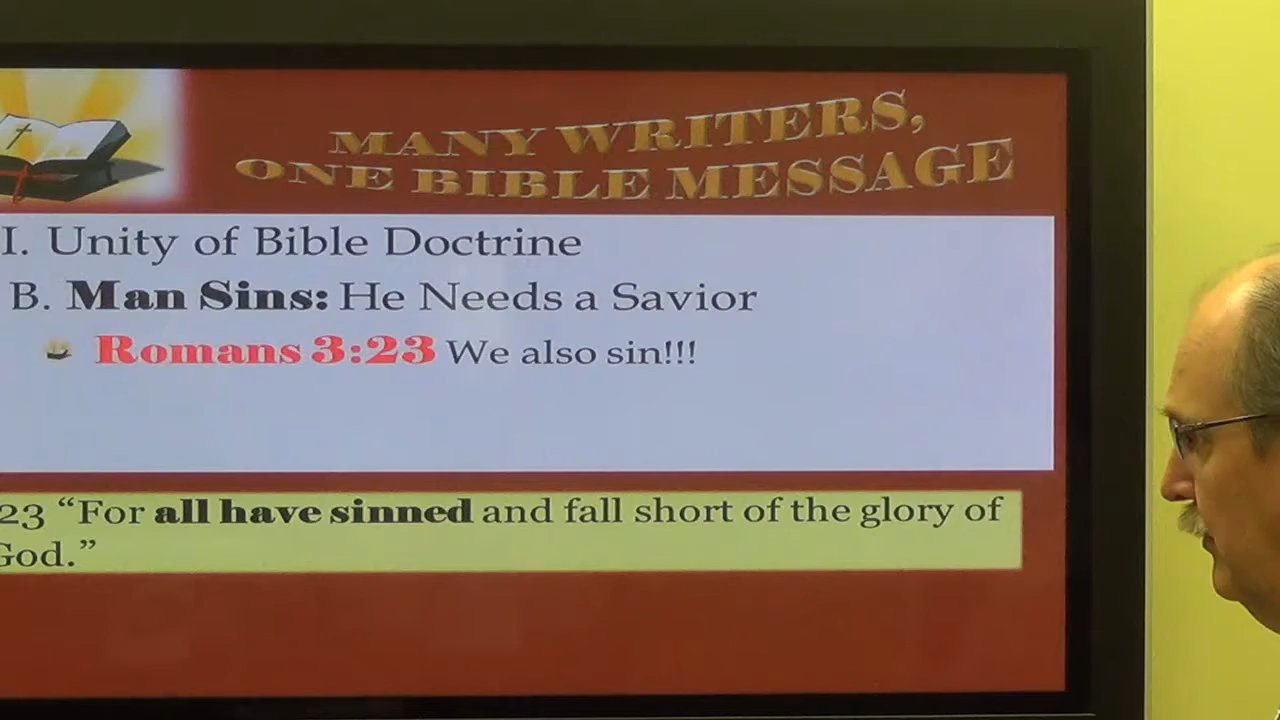 MANY WRITERS,
ONE BIBLE MESSAGE
I. Unity of Bible Doctrine
B. Man Sins: He Needs a Savior
Romans 3:23 We also sin!!!
23 “For all have sinned and fall short of the glory of
God.”